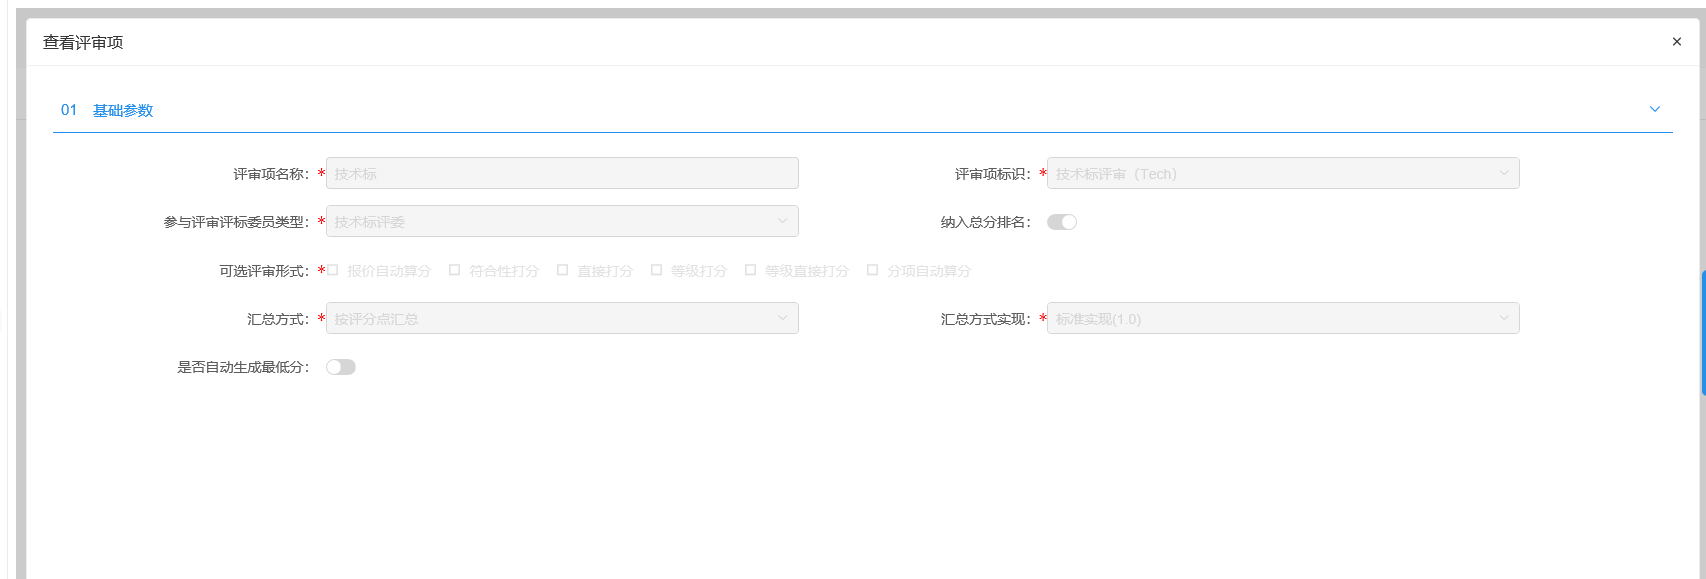 查看评审项
01 基础参数
评审项名称： * 技术标 评审项标识： * 技术标评审（Tech）
参与评审评标委员类型： * 技术标评委 纳入总分排名：
可选评审形式： * 报价自动算分 符合性打分 直接打分 等级打分 等级直接打分 分项自动算分
汇总方式： * 按评分点汇总 汇总方式实现： * 标准实现(1.0)
是否自动生成最低分：